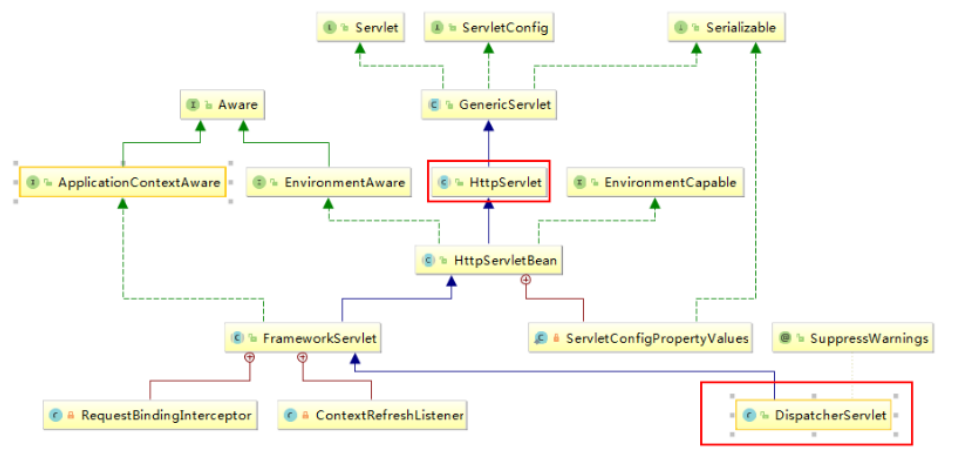 Servlet
ServletConfig
Serializable
Aware
GenericServlet
ApplicationContextAware
EnvironmentAware
HttpServlet
EnvironmentCapable
HttpServletBean
FrameworkServlet
ServletConfigPropertyValues
SuppressWarnings
RequestBindingInterceptor
ContextRefreshListener
DispatcherServlet